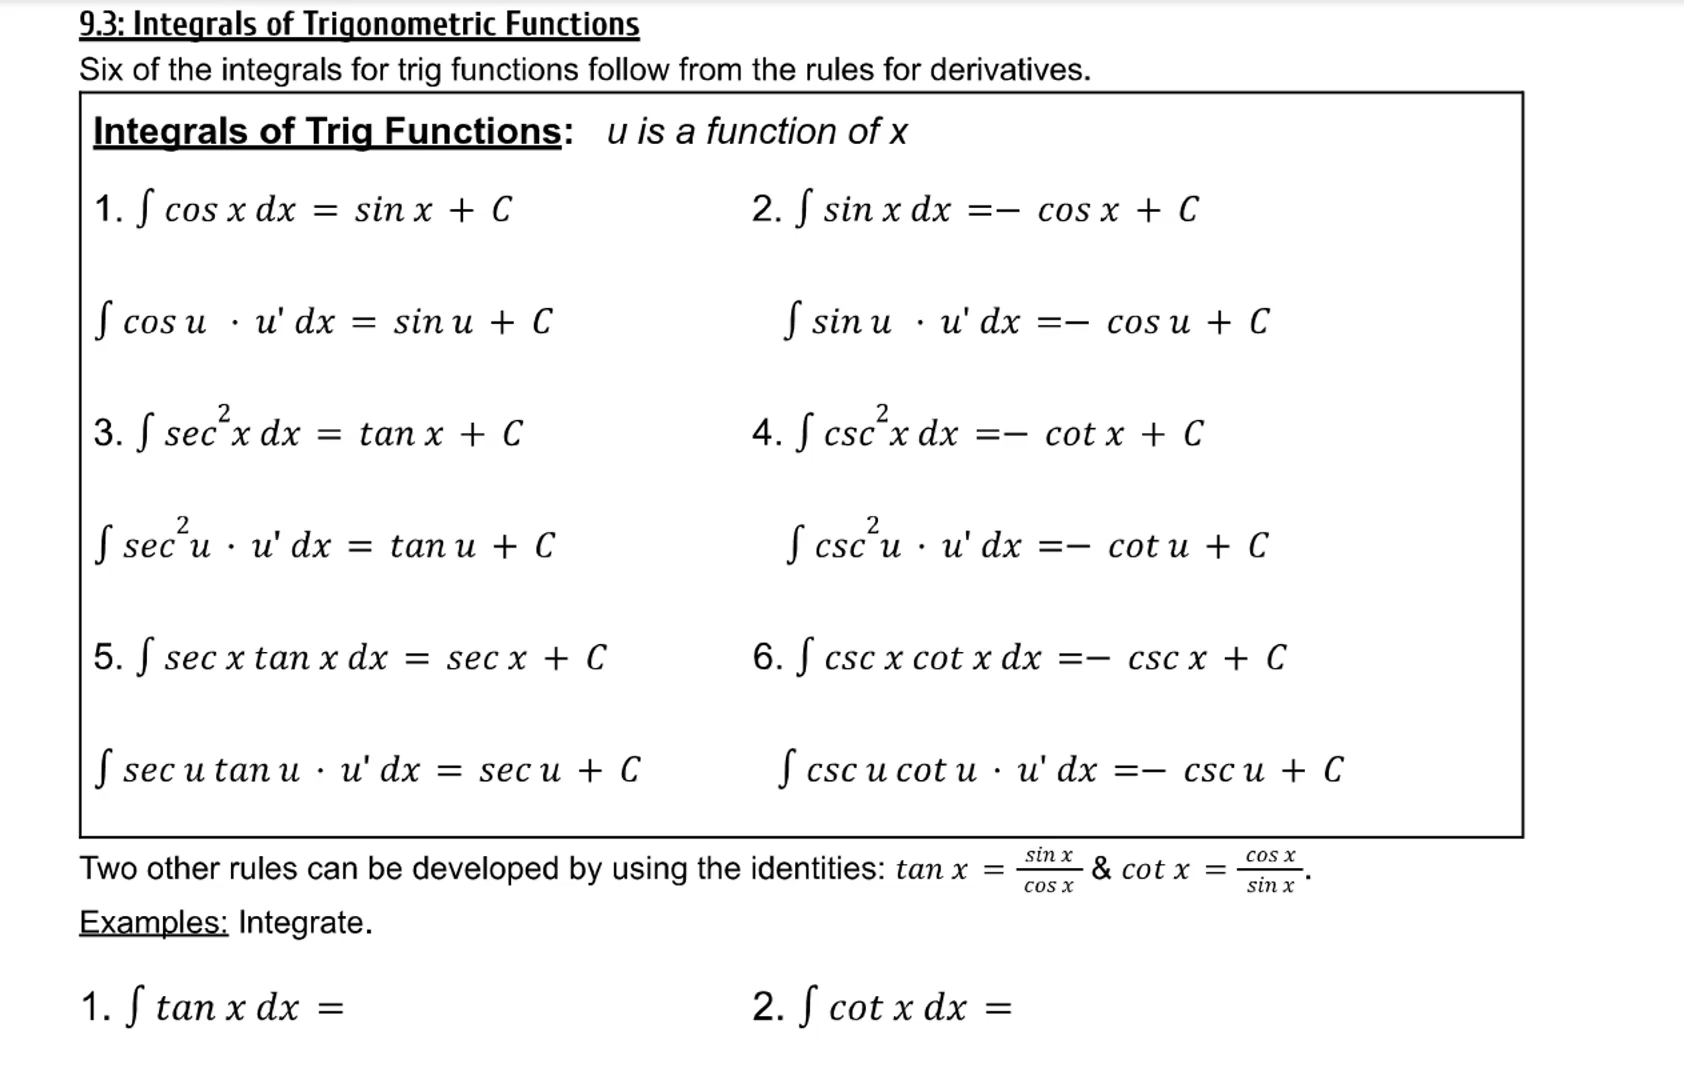 9.3: Integrals of Trigonometric Functions
Six of the integrals for trig functions follow from the rules for derivatives.
Integrals of Trig Functions: u is a function of x
1. ∫ cos x dx = sin x + C 2. ∫ sin x dx =− cos x + C
∫ cos u · u' dx = sin u + C ∫ sin u · u' dx =− cos u + C
3. ∫ sec²x dx = tan x + C 4. ∫ csc²x dx =− cot x + C
∫ sec²u · u' dx = tan u + C ∫ csc²u · u' dx =− cot u + C
5. ∫ sec x tan x dx = sec x + C 6. ∫ csc x cot x dx =− csc x + C
∫ sec u tan u · u' dx = sec u + C ∫ csc u cot u · u' dx =− csc u + C
Two other rules can be developed by using the identities: tan x = sin x / cos x & cot x = cos x / sin x.
Examples: Integrate.
1. ∫ tan x dx = 2. ∫ cot x dx =